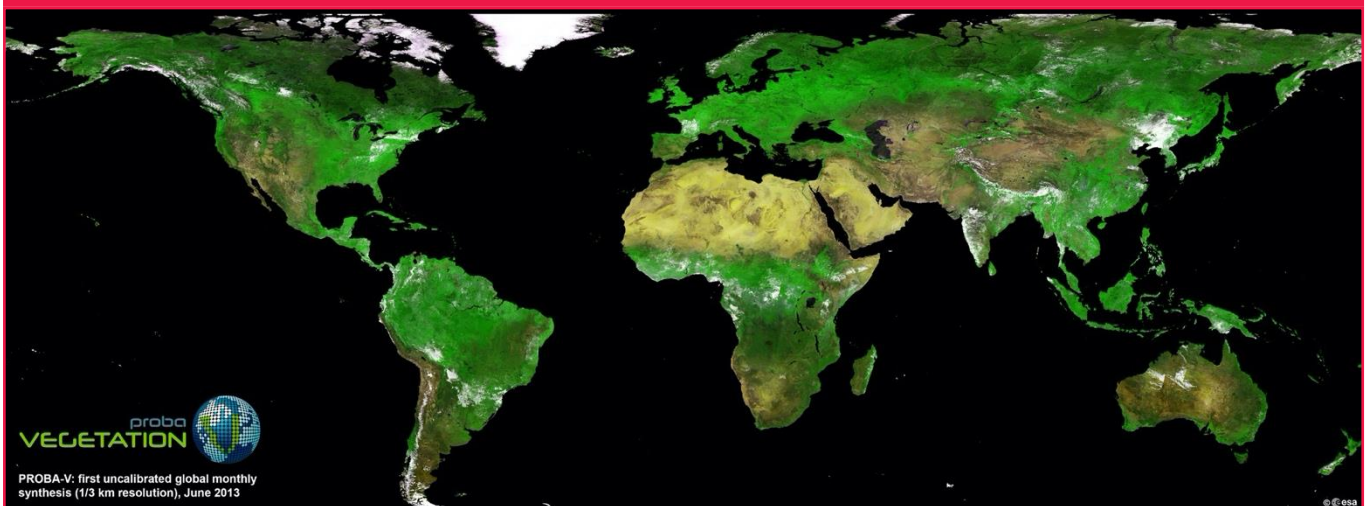 proba
VEGETATION
PROBA-V: first uncalibrated global monthly
synthesis (1/3 km resolution), June 2013
© esa